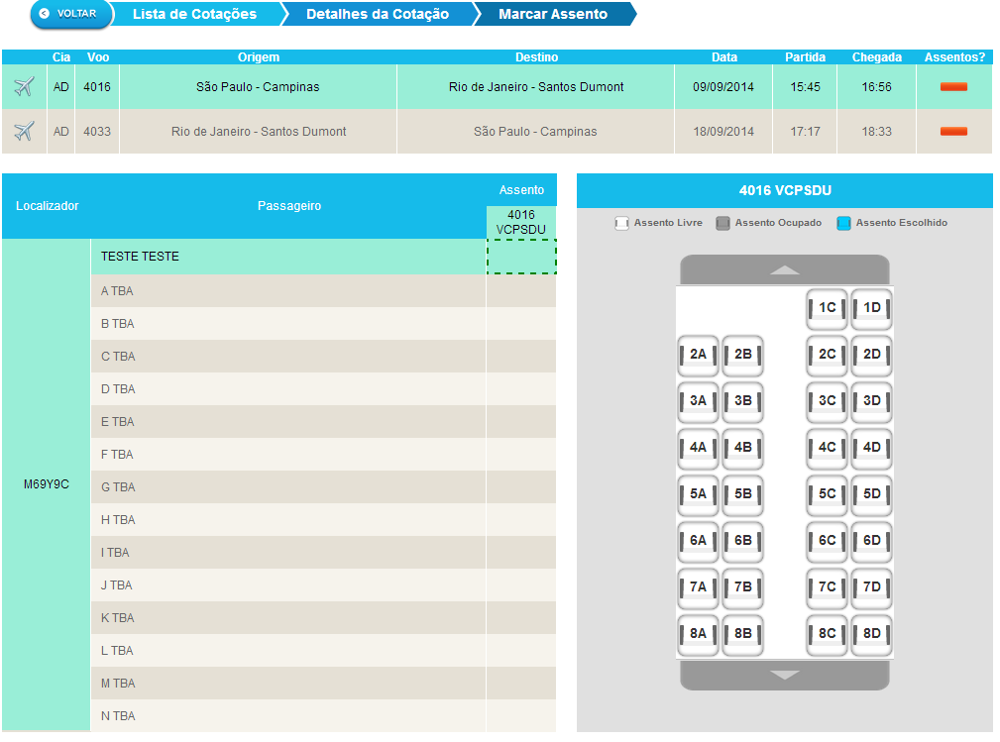 VOLTAR Lista de Cotações Detalhes da Cotação Marcar Assento
Cia Voo Origem Destino Data Partida Chegada Assentos?
AD 4016 São Paulo - Campinas Rio de Janeiro - Santos Dumont 09/09/2014 15:45 16:56
AD 4033 Rio de Janeiro - Santos Dumont São Paulo - Campinas 18/09/2014 17:17 18:33
Localizador Passageiro Assento
4016
VCPSDU
M69Y9C
TESTE TESTE
A TBA
B TBA
C TBA
D TBA
E TBA
F TBA
G TBA
H TBA
I TBA
J TBA
K TBA
L TBA
M TBA
N TBA
4016 VCPSDU
Assento Livre Assento Ocupado Assento Escolhido
1C 1D
2A 2B 2C 2D
3A 3B 3C 3D
4A 4B 4C 4D
5A 5B 5C 5D
6A 6B 6C 6D
7A 7B 7C 7D
8A 8B 8C 8D